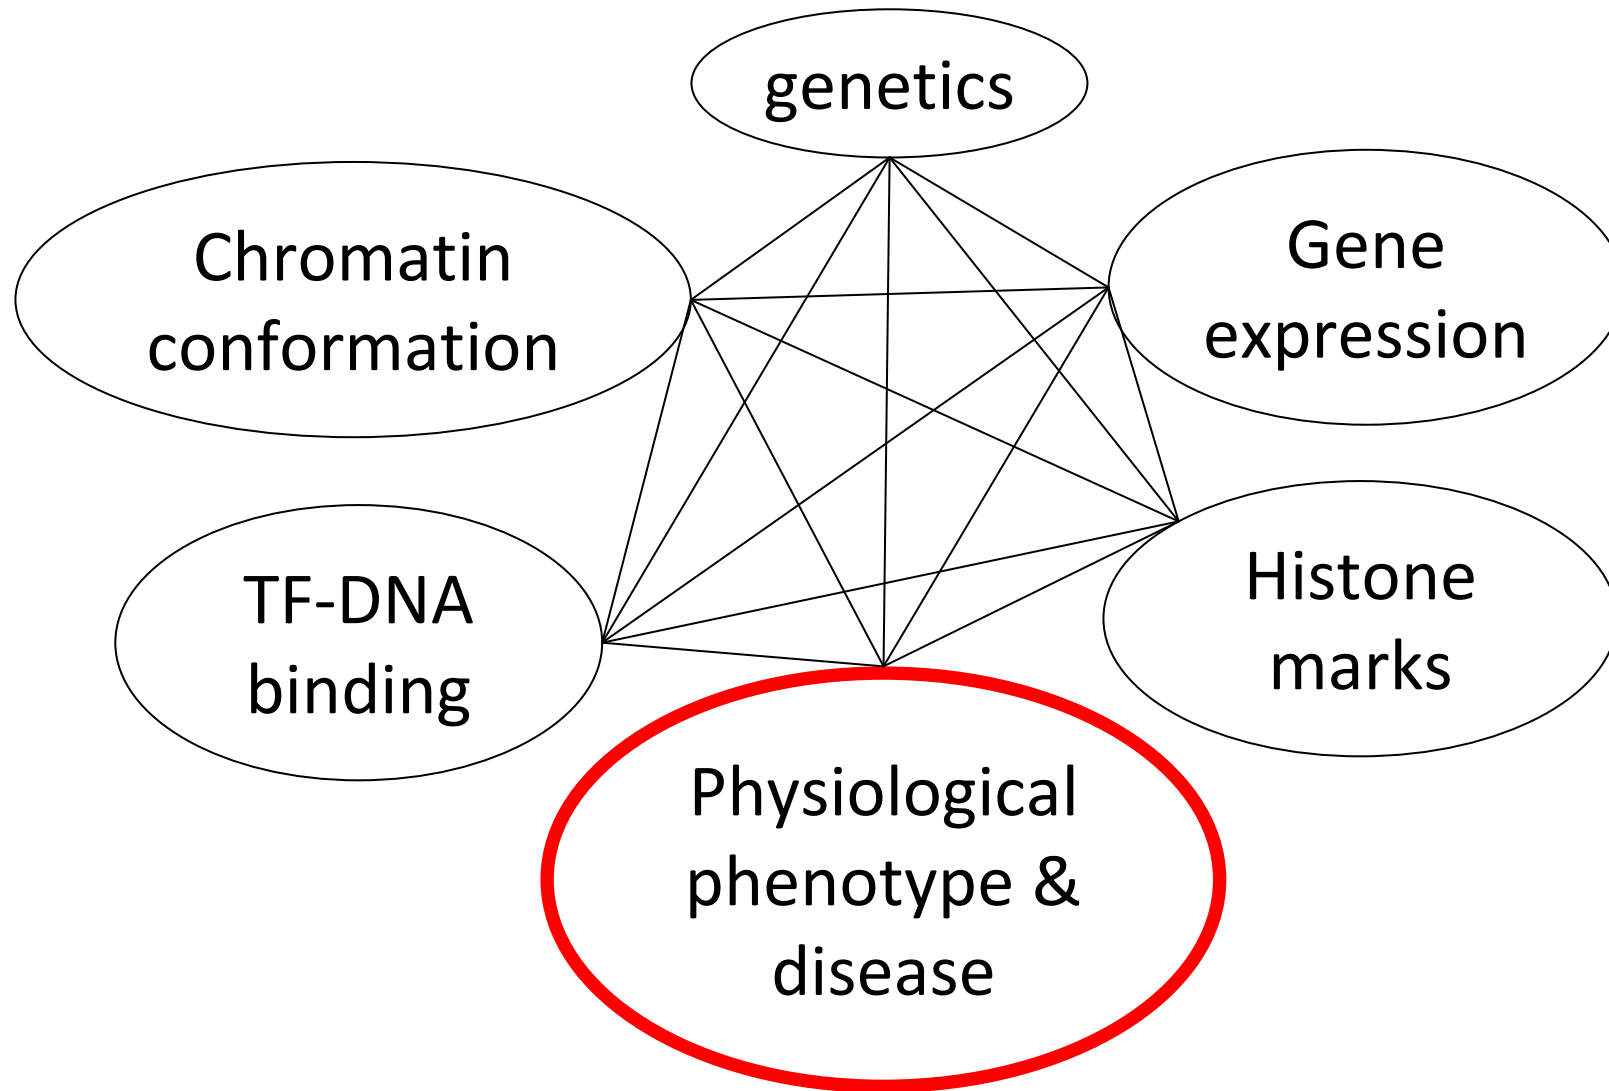 genetics
Chromatin
conformation
Gene
expression
TF-DNA
binding
Histone
marks
Physiological
phenotype &
disease